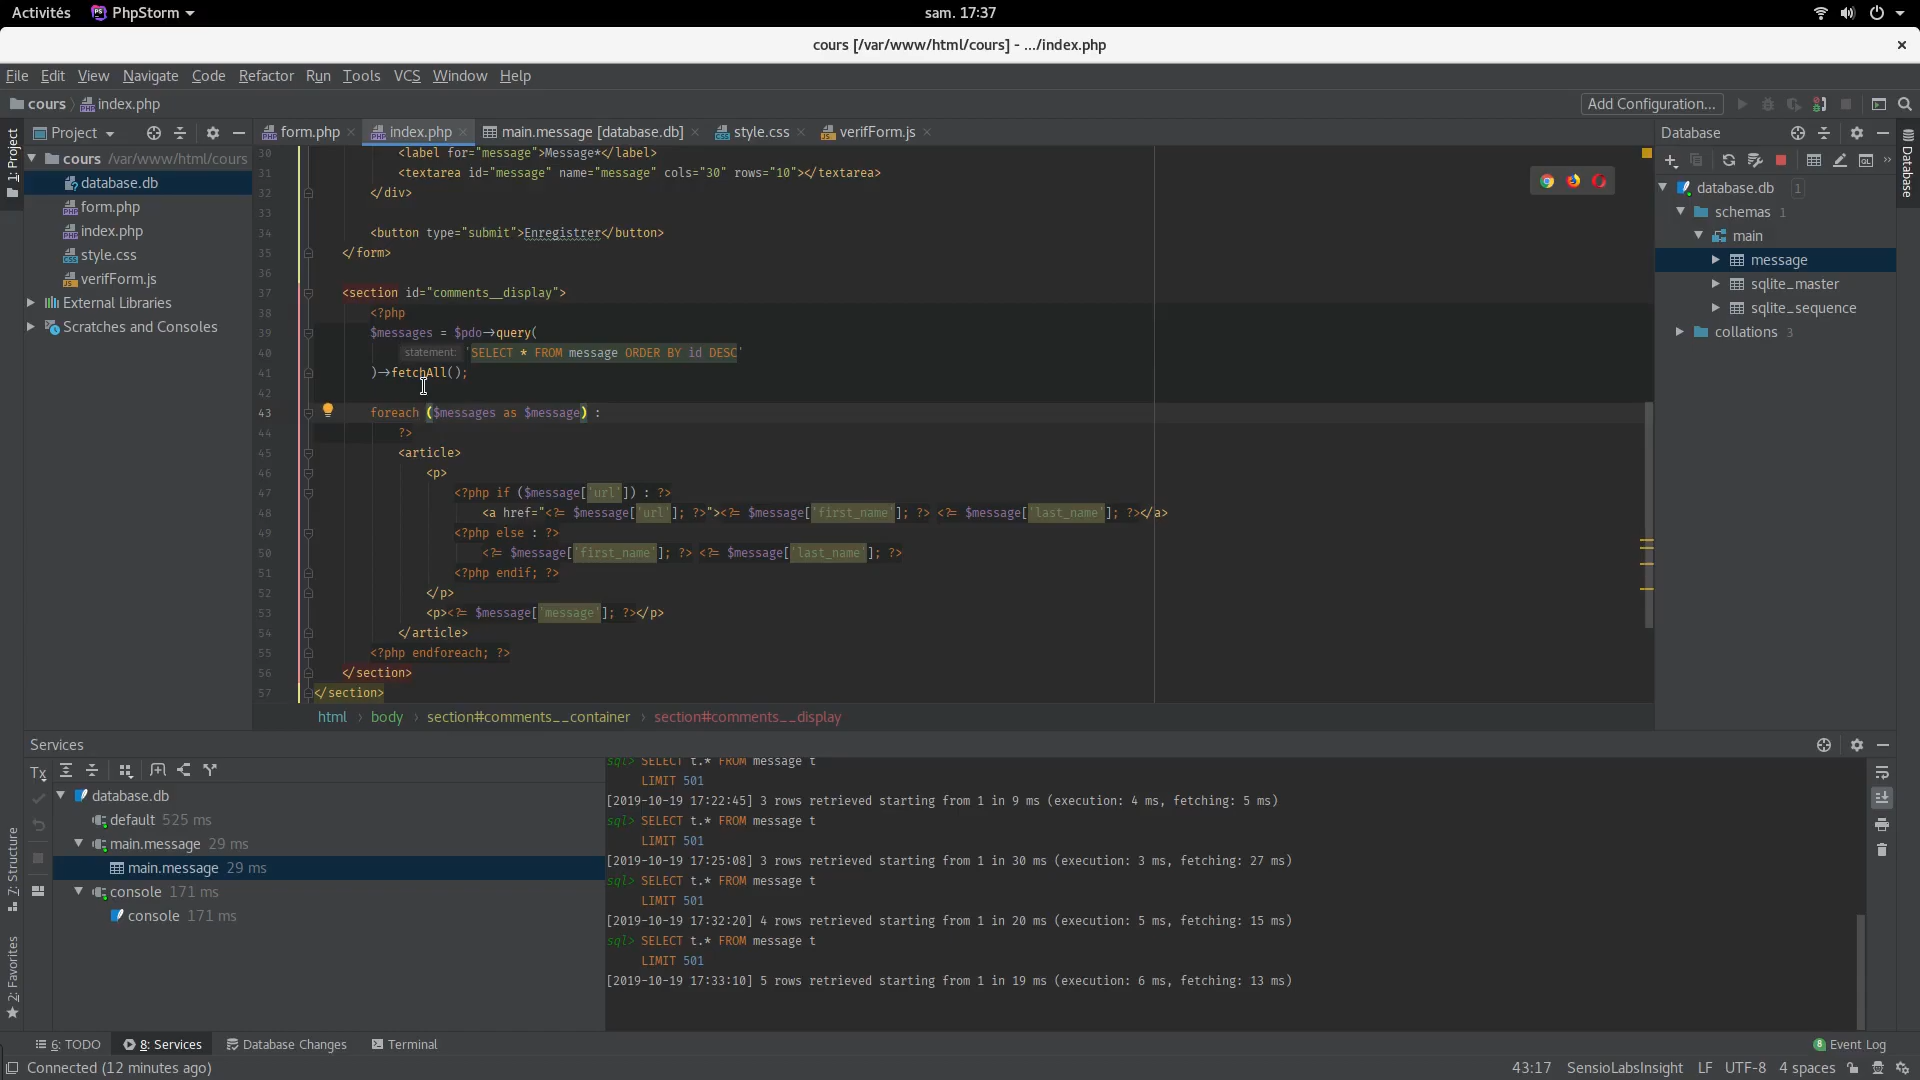 Activités PhpStorm sam. 17:37
cours [/var/www/html/cours] - .../index.php
File Edit View Navigate Code Refactor Run Tools VCS Window Help
cours index.php Add Configuration...
1: Project
Project
cours /var/www/html/cours
database.db
form.php
index.php
style.css
verifForm.js
External Libraries
Scratches and Consoles
form.php index.php main.message [database.db] style.css verifForm.js
30 <label for="message">Message*</label>
31 <textarea id="message" name="message" cols="30" rows="10"></textarea>
32 </div>
33
34 <button type="submit">Enregistrer</button>
35 </form>
36
37 <section id="comments__display">
38 <?php
39 $messages = $pdo->query(
40 statement: 'SELECT * FROM message ORDER BY id DESC'
41 )->fetchAll();
42
43 foreach ($messages as $message) :
44 ?>
45 <article>
46 <p>
47 <?php if ($message['url']) : ?>
48 <a href="<?= $message['url']; ?>"><?= $message['first_name']; ?> <?= $message['last_name']; ?></a>
49 <?php else : ?>
50 <?= $message['first_name']; ?> <?= $message['last_name']; ?>
51 <?php endif; ?>
52 </p>
53 <p><?= $message['message']; ?></p>
54 </article>
55 <?php endforeach; ?>
56 </section>
57 </section>
html › body › section#comments__container › section#comments__display
Database
database.db 1
schemas 1
main
message
sqlite_master
sqlite_sequence
collations 3
Database
Services
Tx
database.db
default 525 ms
main.message 29 ms
main.message 29 ms
console 171 ms
console 171 ms
sql> SELECT t.* FROM message t
LIMIT 501
[2019-10-19 17:22:45] 3 rows retrieved starting from 1 in 9 ms (execution: 4 ms, fetching: 5 ms)
sql> SELECT t.* FROM message t
LIMIT 501
[2019-10-19 17:25:08] 3 rows retrieved starting from 1 in 30 ms (execution: 3 ms, fetching: 27 ms)
sql> SELECT t.* FROM message t
LIMIT 501
[2019-10-19 17:32:20] 4 rows retrieved starting from 1 in 20 ms (execution: 5 ms, fetching: 15 ms)
sql> SELECT t.* FROM message t
LIMIT 501
[2019-10-19 17:33:10] 5 rows retrieved starting from 1 in 19 ms (execution: 6 ms, fetching: 13 ms)
7: Structure
2: Favorites
6: TODO 8: Services Database Changes Terminal 8 Event Log
Connected (12 minutes ago) 43:17 SensioLabsInsight LF UTF-8 4 spaces